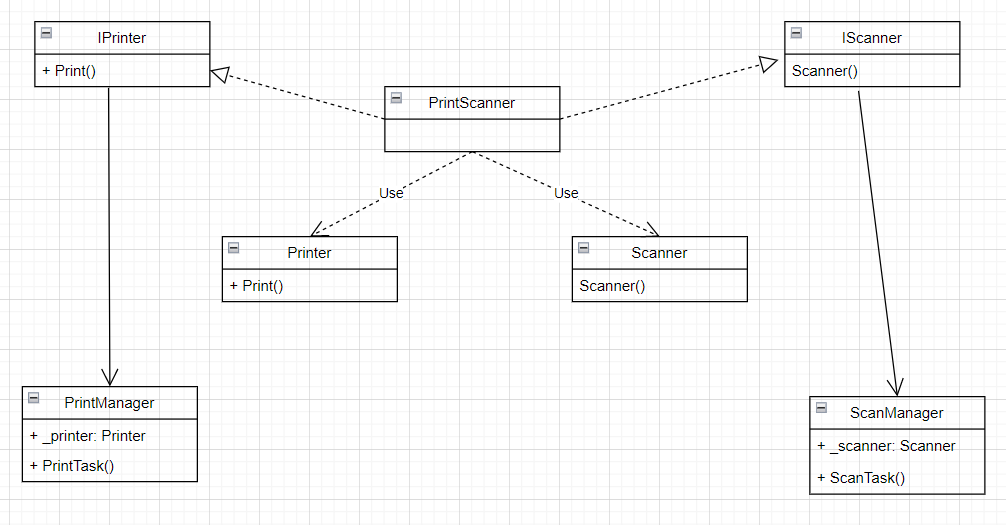 IPrinter
+ Print()
IScanner
Scanner()
PrintScanner
Use
Use
Printer
+ Print()
Scanner
Scanner()
PrintManager
+ _printer: Printer
+ PrintTask()
ScanManager
+ _scanner: Scanner
+ ScanTask()